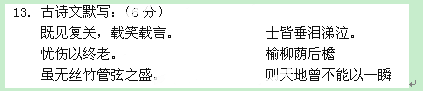 13. 古诗文默写：（6 分）
既见复关，载笑载言。 士皆垂泪涕泣。
忧伤以终老。 榆柳荫后檐
虽无丝竹管弦之盛。 则天地曾不能以一瞬